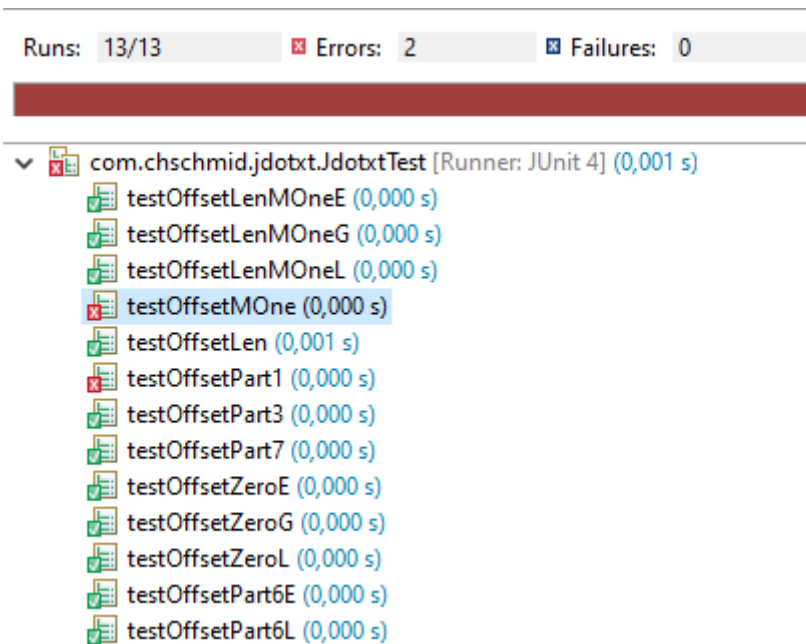 Runs: 13/13 Errors: 2 Failures: 0
com.chschmid.jdotxt.JdotxtTest [Runner: JUnit 4] (0,001 s)
testOffsetLenMOneE (0,000 s)
testOffsetLenMOneG (0,000 s)
testOffsetLenMOneL (0,000 s)
testOffsetMOne (0,000 s)
testOffsetLen (0,001 s)
testOffsetPart1 (0,000 s)
testOffsetPart3 (0,000 s)
testOffsetPart7 (0,000 s)
testOffsetZeroE (0,000 s)
testOffsetZeroG (0,000 s)
testOffsetZeroL (0,000 s)
testOffsetPart6E (0,000 s)
testOffsetPart6L (0,000 s)